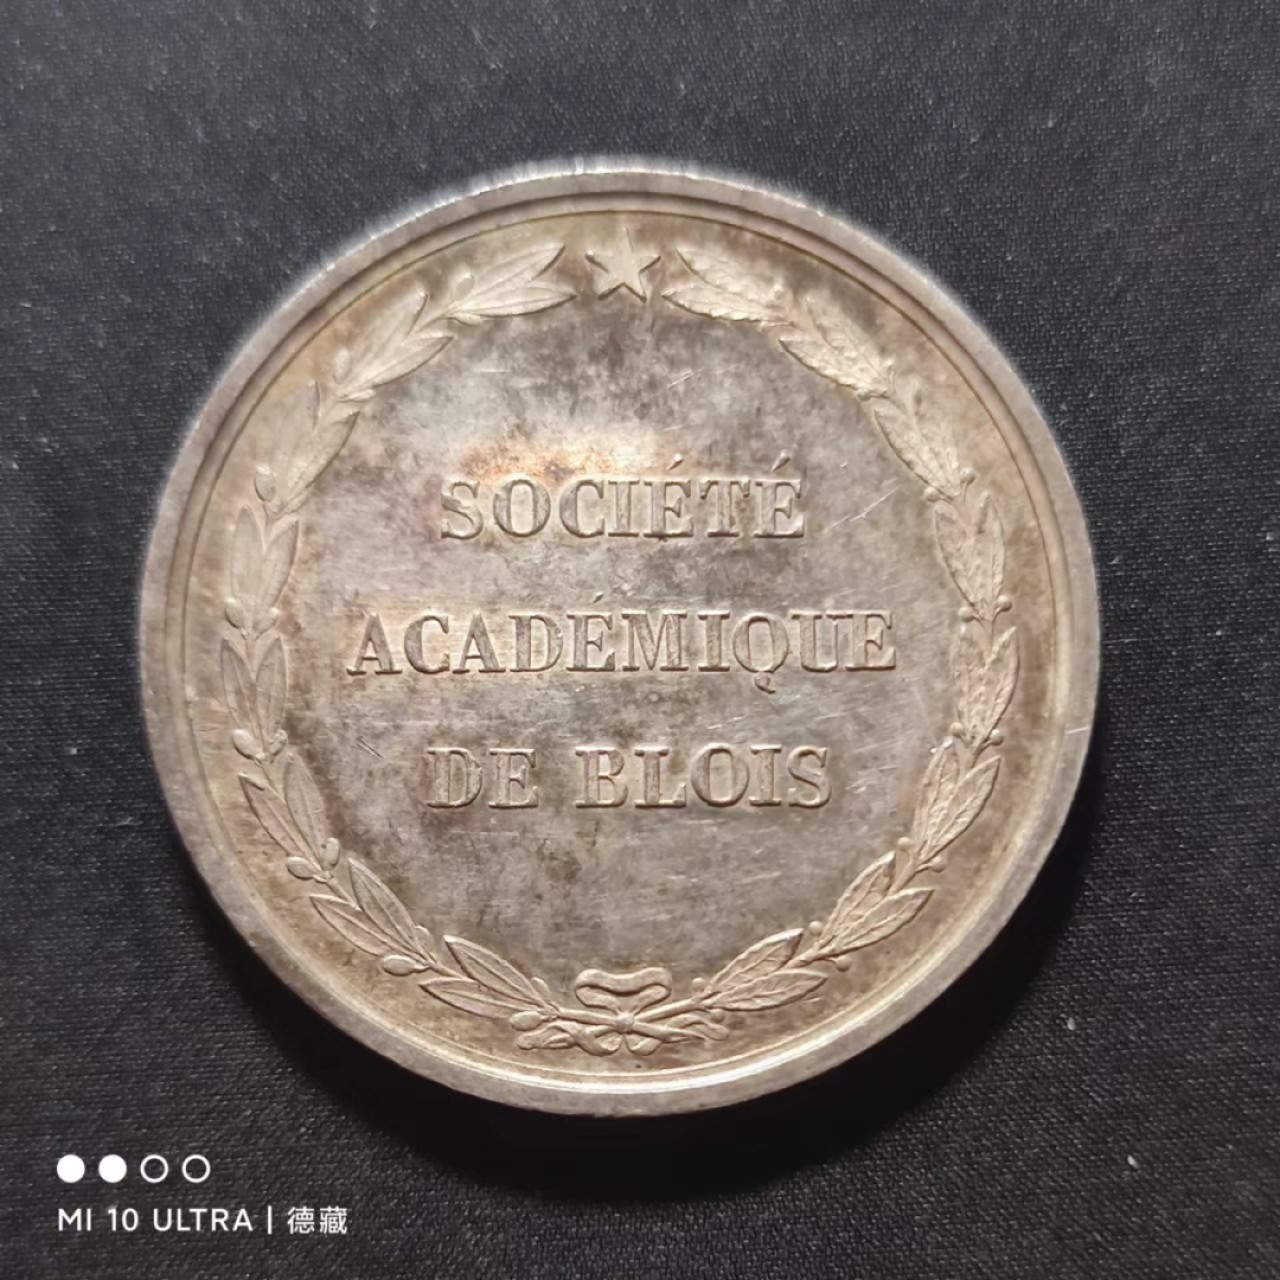 SOCIÉTÉ
ACADÉMIQUE
DE BLOIS
MI 10 ULTRA | 德藏